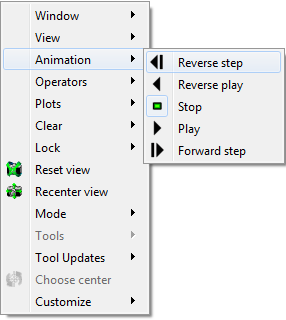 Window
View
Animation
Operators
Plots
Clear
Lock
Reset view
Recenter view
Mode
Tools
Tool Updates
Choose center
Customize
Reverse step
Reverse play
Stop
Play
Forward step